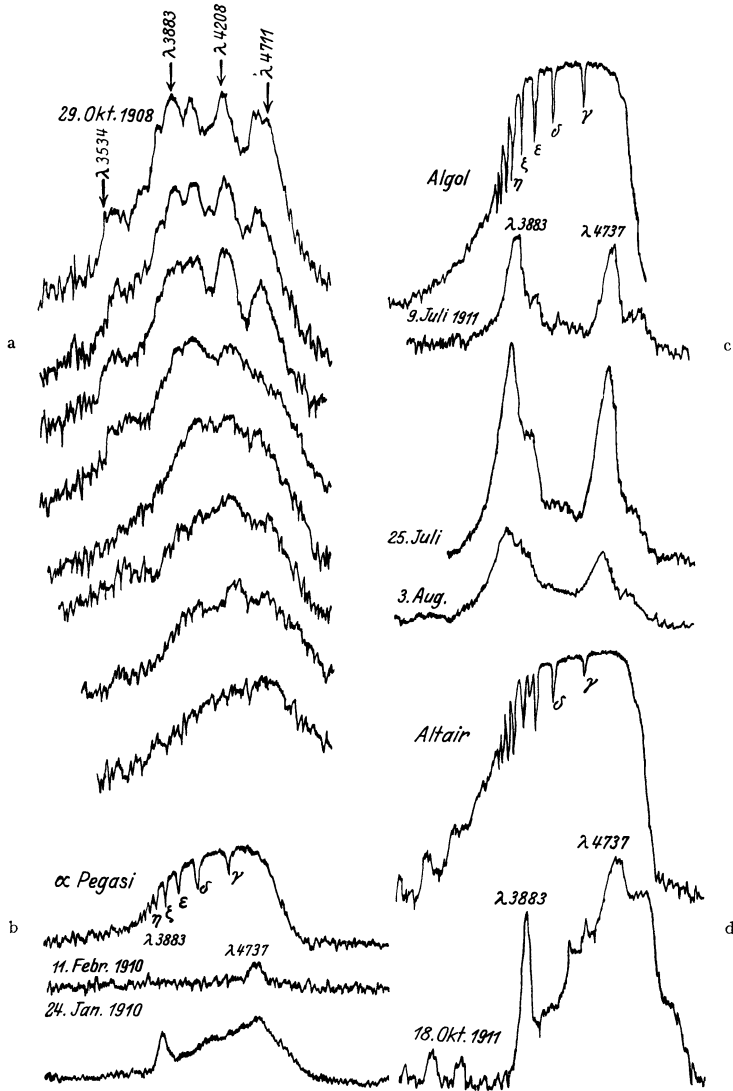 λ3883
λ4208
λ4711
29. Okt. 1908
λ3534
a
Algol
η
ξ
ε
δ
γ
λ3883
λ4737
9. Juli 1911
c
25. Juli
3. Aug.
Altair
δ
γ
α Pegasi
η
ξ
ε
δ
γ
b
λ3883
λ4737
11. Febr. 1910
24. Jan. 1910
λ4737
λ3883
d
18. Okt. 1911